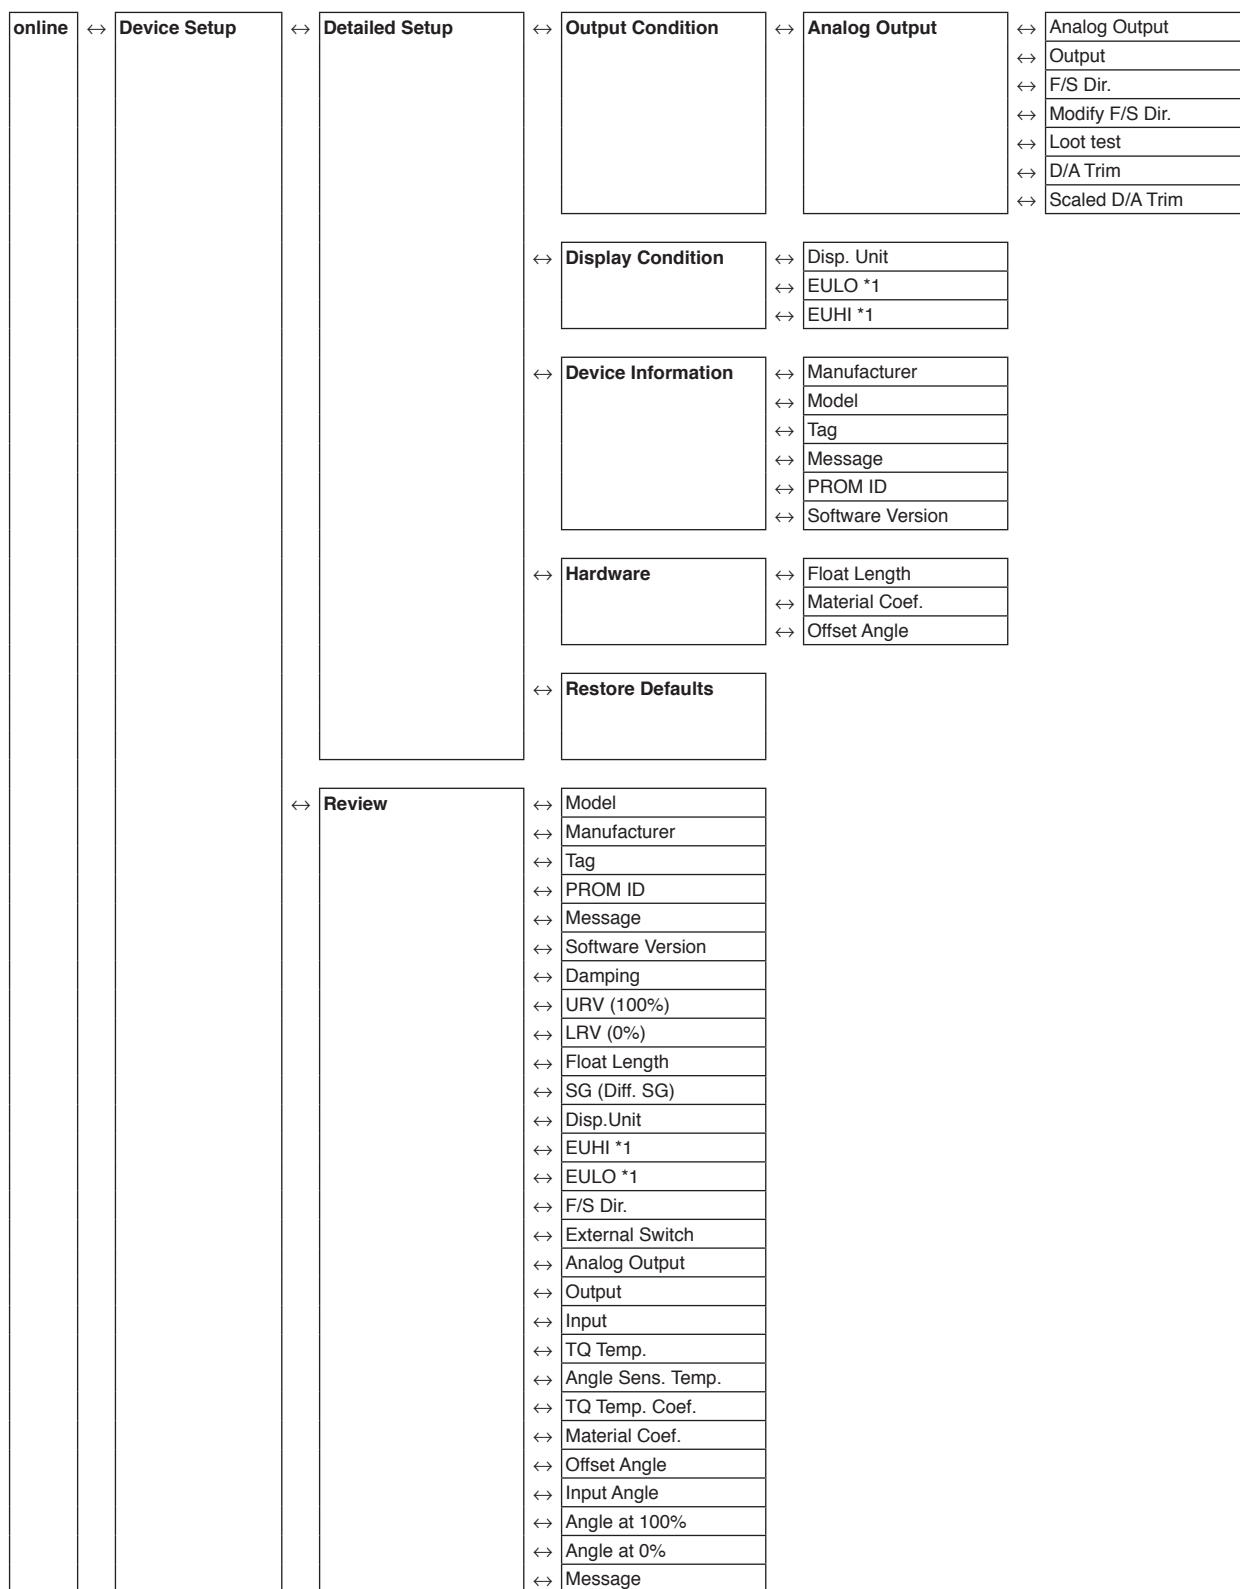 online ↔ Device Setup ↔ Detailed Setup ↔ Output Condition ↔ Analog Output ↔ Analog Output
↔ Output
↔ F/S Dir.
↔ Modify F/S Dir.
↔ Loot test
↔ D/A Trim
↔ Scaled D/A Trim
↔ Display Condition ↔ Disp. Unit
↔ EULO *1
↔ EUHI *1
↔ Device Information ↔ Manufacturer
↔ Model
↔ Tag
↔ Message
↔ PROM ID
↔ Software Version
↔ Hardware ↔ Float Length
↔ Material Coef.
↔ Offset Angle
↔ Restore Defaults
↔ Review ↔ Model
↔ Manufacturer
↔ Tag
↔ PROM ID
↔ Message
↔ Software Version
↔ Damping
↔ URV (100%)
↔ LRV (0%)
↔ Float Length
↔ SG (Diff. SG)
↔ Disp.Unit
↔ EUHI *1
↔ EULO *1
↔ F/S Dir.
↔ External Switch
↔ Analog Output
↔ Output
↔ Input
↔ TQ Temp.
↔ Angle Sens. Temp.
↔ TQ Temp. Coef.
↔ Material Coef.
↔ Offset Angle
↔ Input Angle
↔ Angle at 100%
↔ Angle at 0%
↔ Message